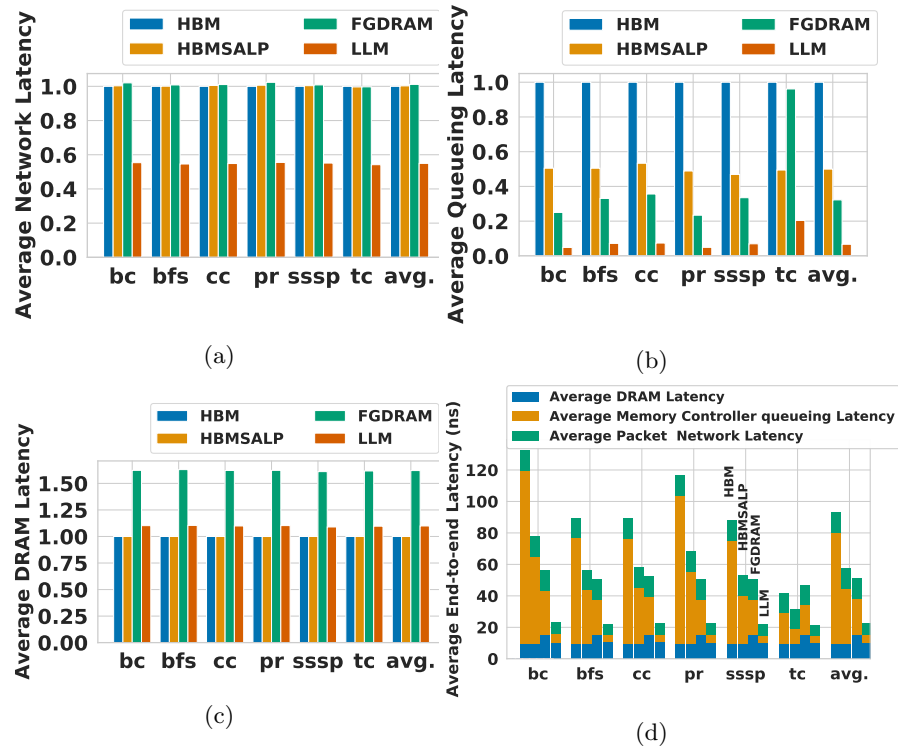 HBM
HBMSALP
FGDRAM
LLM
Average Network Latency
1.0
0.8
0.6
0.4
0.2
0.0
bc bfs cc pr sssp tc avg.
(a)
HBM
HBMSALP
FGDRAM
LLM
Average Queueing Latency
1.0
0.8
0.6
0.4
0.2
0.0
bc bfs cc pr sssp tc avg.
(b)
HBM
HBMSALP
FGDRAM
LLM
Average DRAM Latency
1.50
1.25
1.00
0.75
0.50
0.25
0.00
bc bfs cc pr sssp tc avg.
(c)
Average DRAM Latency
Average Memory Controller queueing Latency
Average Packet Network Latency
Average End-to-end Latency (ns)
120
100
80
60
40
20
0
HBM
HBMSALP
FGDRAM
LLM
bc bfs cc pr sssp tc avg.
(d)